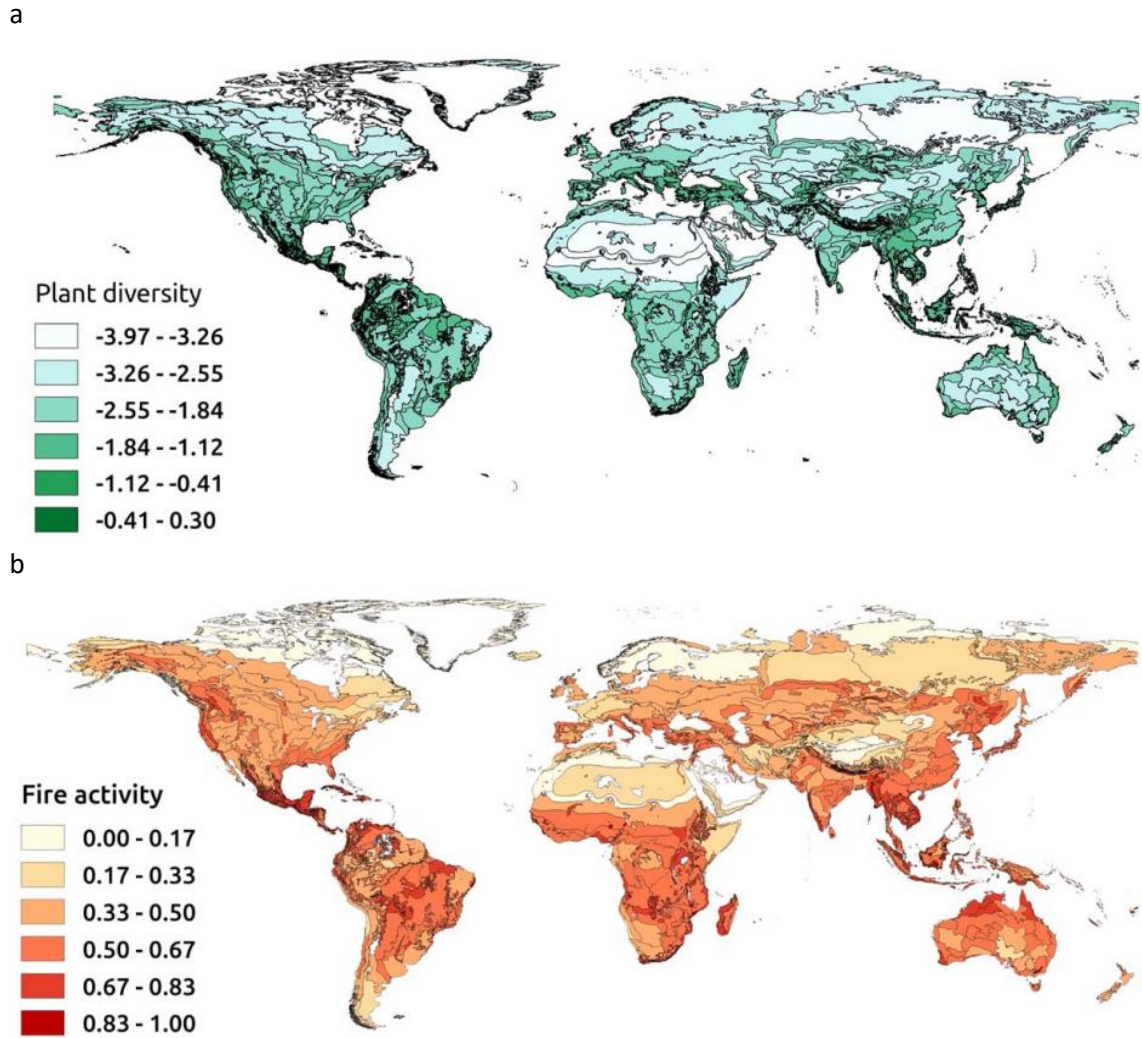 a
Plant diversity
-3.97 - -3.26
-3.26 - -2.55
-2.55 - -1.84
-1.84 - -1.12
-1.12 - -0.41
-0.41 - 0.30
b
Fire activity
0.00 - 0.17
0.17 - 0.33
0.33 - 0.50
0.50 - 0.67
0.67 - 0.83
0.83 - 1.00